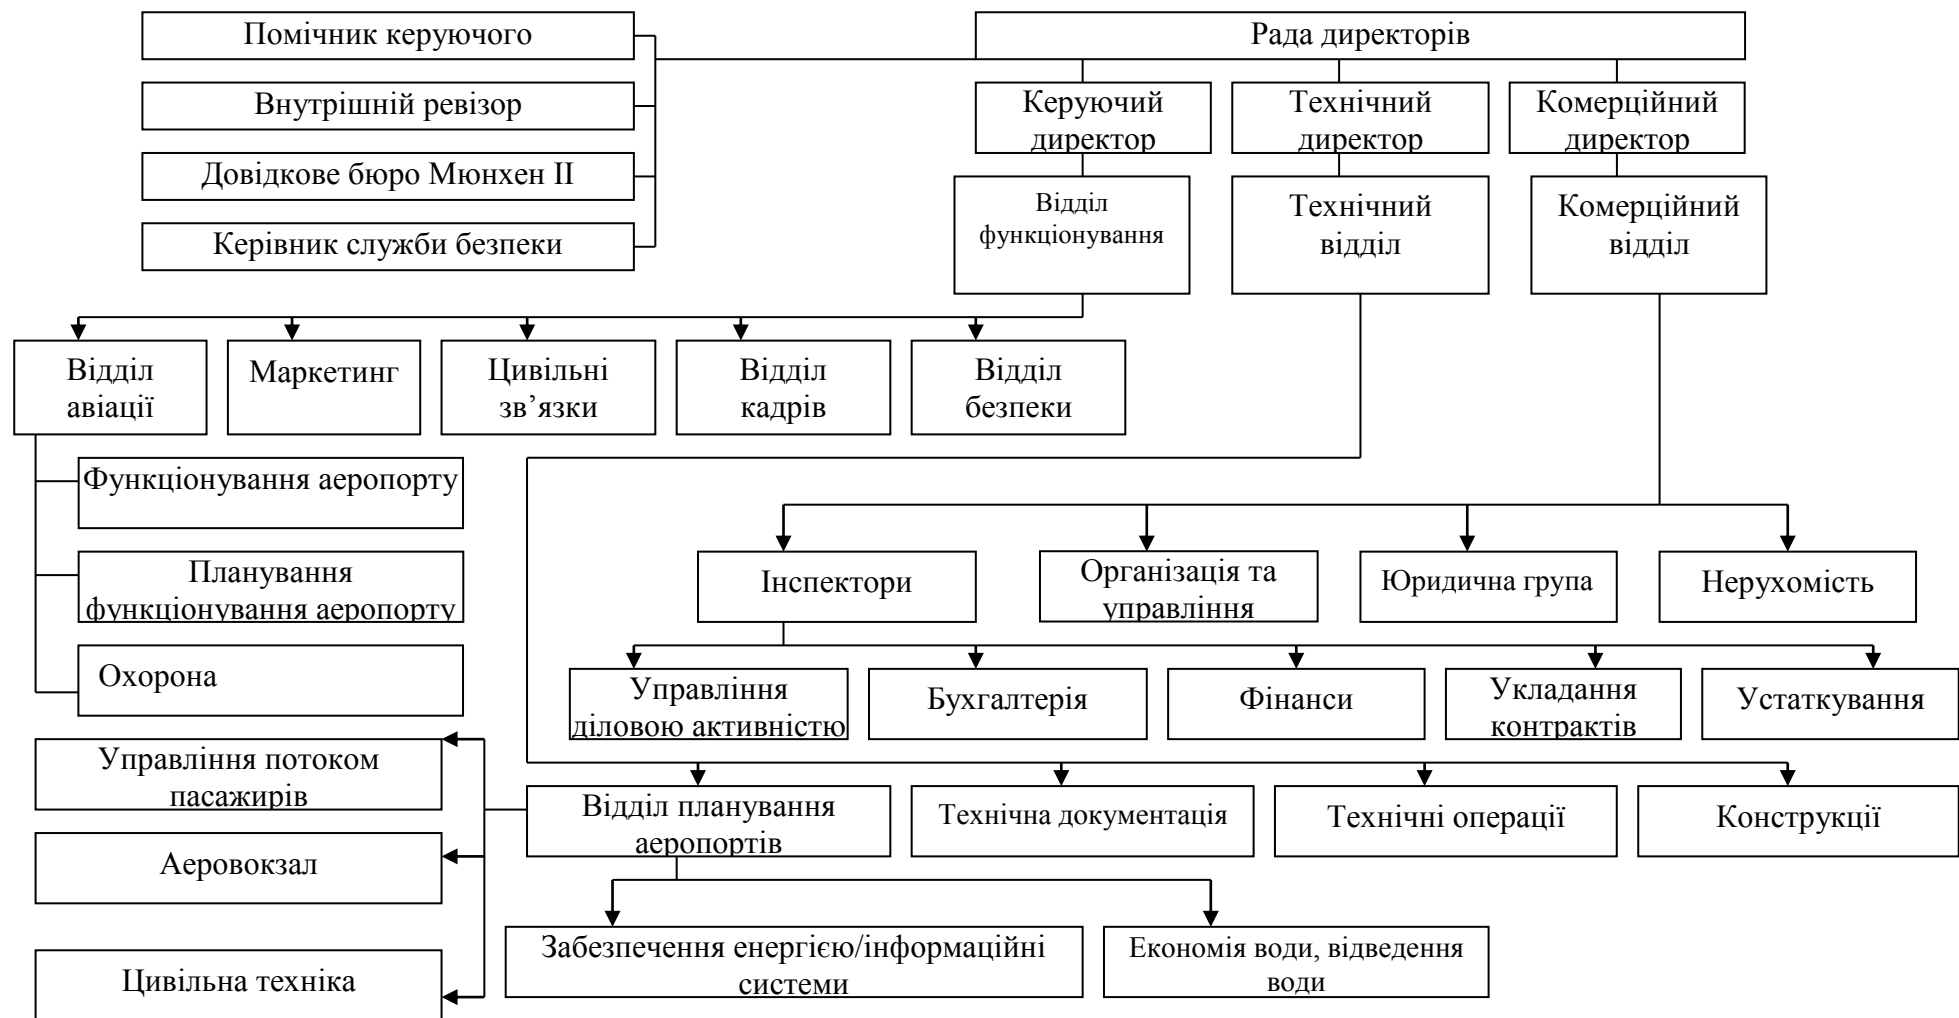 Помічник керуючого
Рада директорів
Внутрішній ревізор
Керуючий
директор
Технічний
директор
Комерційний
директор
Довідкове бюро Мюнхен II
Керівник служби безпеки
Відділ
функціонування
Технічний
відділ
Комерційний
відділ
Відділ
авіації
Маркетинг
Цивільні
зв’язки
Відділ
кадрів
Відділ
безпеки
Функціонування аеропорту
Планування
функціонування аеропорту
Охорона
Інспектори
Організація та
управління
Юридична група
Нерухомість
Управління
діловою активністю
Бухгалтерія
Фінанси
Укладання
контрактів
Устаткування
Управління потоком
пасажирів
Аеровокзал
Цивільна техніка
Відділ планування
аеропортів
Технічна документація
Технічні операції
Конструкції
Забезпечення енергією/інформаційні
системи
Економія води, відведення
води